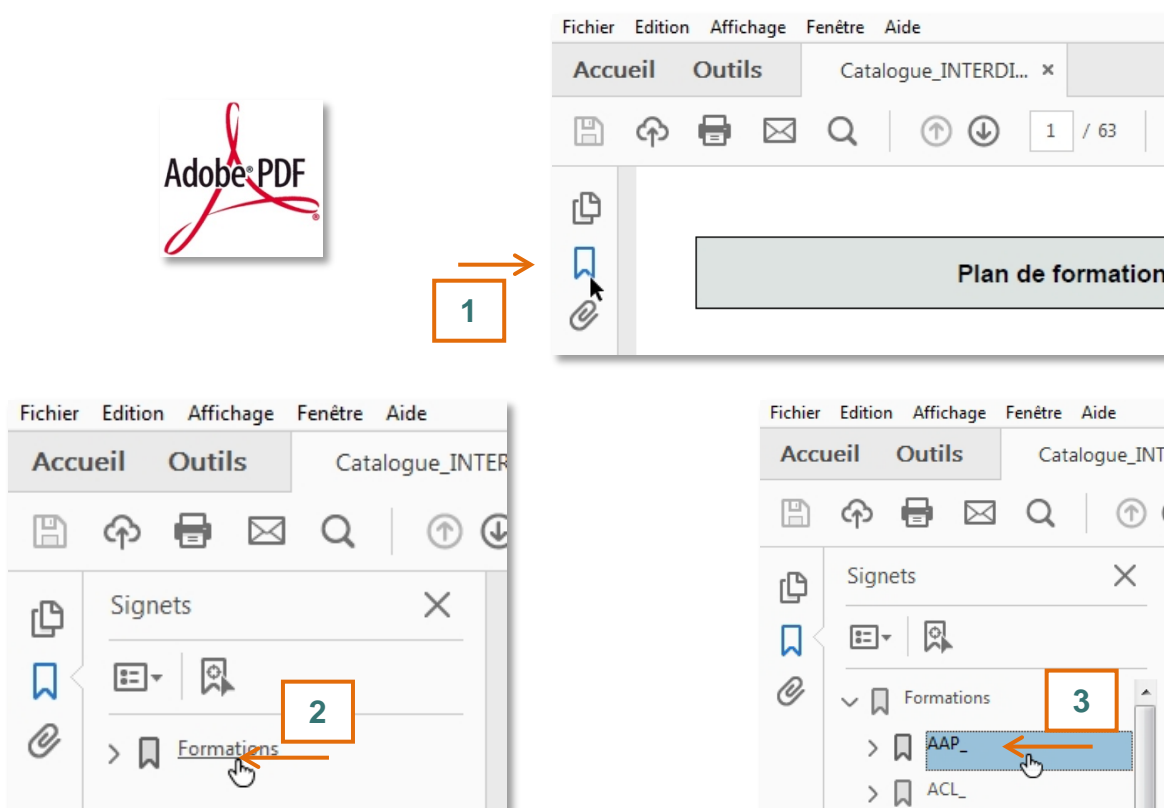 Adobe® PDF
®
Fichier Edition Affichage Fenêtre Aide
Accueil Outils Catalogue_INTERDI... ×
1 / 63
Plan de formation
1
Fichier Edition Affichage Fenêtre Aide
Accueil Outils Catalogue_INTER
Signets
2
Formations
Fichier Edition Affichage Fenêtre Aide
Accueil Outils Catalogue_INT
Signets
Formations
3
AAP_
ACL_